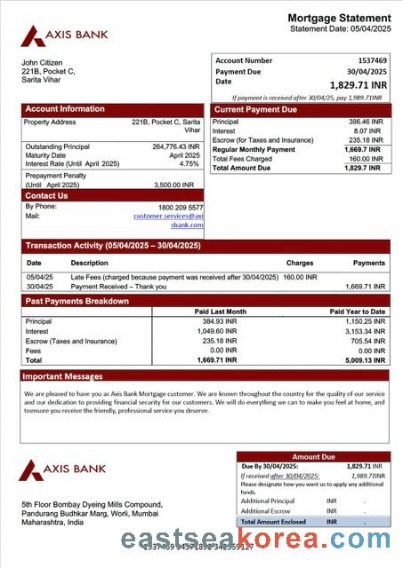 AXIS BANK
Mortgage Statement
Statement Date: 05/04/2025
John Citizen
221B, Pocket C,
Sarita Vihar
Account Number 1537469
Payment Due 30/04/2025
Date
1,829.71 INR
If payment is received after 30/04/25, pay 1,989.71INR
Account Information
Property Address 221B, Pocket C, Sarita
Vihar
Outstanding Principal 264,776.43 INR
Maturity Date April 2025
Interest Rate (Until April 2025) 4.75%
Prepayment Penalty
(Until April 2025) 3,500.00 INR
Contact Us
By Phone: 1800 209 5577
Mail: customer.services@axi
sbank.com
Current Payment Due
Principal 386.46 INR
Interest 8.07 INR
Escrow (for Taxes and Insurance) 235.18 INR
Regular Monthly Payment 1,669.7 INR
Total Fees Charged 160.00 INR
Total Amount Due 1,829.7 INR
Transaction Activity (05/04/2025 – 30/04/2025)
Date Description Charges Payments
05/04/25 Late Fees (charged because payment was received after 30/04/2025) 160.00 INR
30/04/25 Payment Received – Thank you 1,669.71 INR
Past Payments Breakdown
Paid Last Month Paid Year to Date
Principal 384.93 INR 1,150.25 INR
Interest 1,049.60 INR 3,153.34 INR
Escrow (Taxes and Insurance) 235.18 INR 705.54 INR
Fees 0.00 INR 0.00 INR
Total 1,669.71 INR 5,009.13 INR
Important Messages
We are pleased to have you as Axis Bank Mortgage customer. We are known throughout the country for the quality of our service
and our dedication to providing financial security for our customers. We will do everything we can to make you feel at home, and
toensure you receive the friendly, professional service you deserve.
AXIS BANK
5th Floor Bombay Dyeing Mills Compound,
Pandurang Budhkar Marg, Worli, Mumbai
Maharashtra, India
Amount Due
Due By 30/04/2025: 1,829.71 INR
If received after 30/04/2025: 1,989.71INR
Please designate how you want us to apply any additional
funds.
Additional Principal INR .
Additional Escrow INR .
Total Amount Enclosed INR .
eastseakorea.com